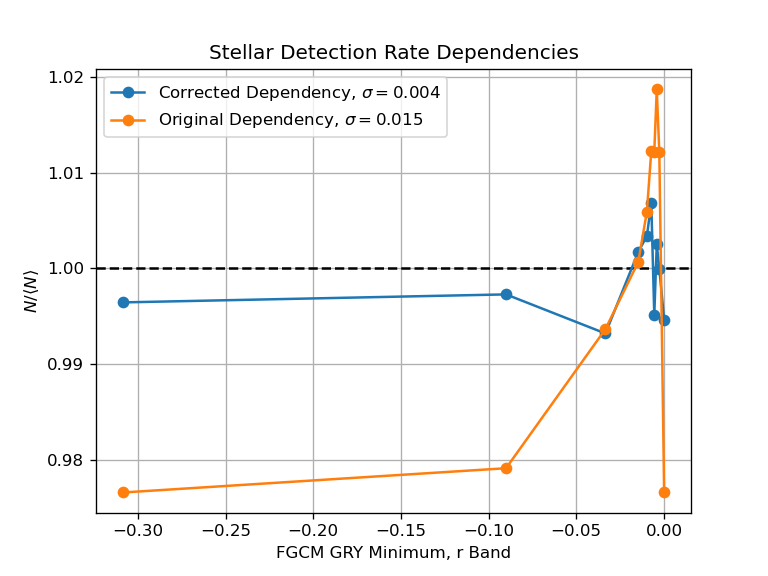 Stellar Detection Rate Dependencies
Corrected Dependency, σ = 0.004
Original Dependency, σ = 0.015
1.02
1.01
1.00
0.99
0.98
N/⟨N⟩
−0.30 −0.25 −0.20 −0.15 −0.10 −0.05 0.00
FGCM GRY Minimum, r Band